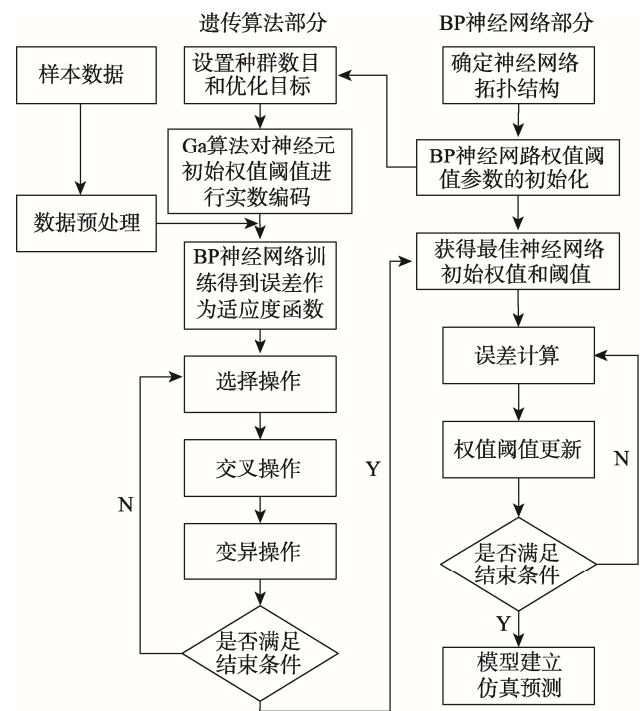 遗传算法部分
BP神经网络部分
样本数据
数据预处理
设置种群数目
和优化目标
Ga算法对神经元
初始权值阈值进
行实数编码
BP神经网络训
练得到误差作
为适应度函数
选择操作
交叉操作
变异操作
是否满足
结束条件
N
Y
确定神经网络
拓扑结构
BP神经网路权值阈
值参数的初始化
获得最佳神经网络
初始权值和阈值
误差计算
权值阈值更新
是否满足
结束条件
N
Y
模型建立
仿真预测